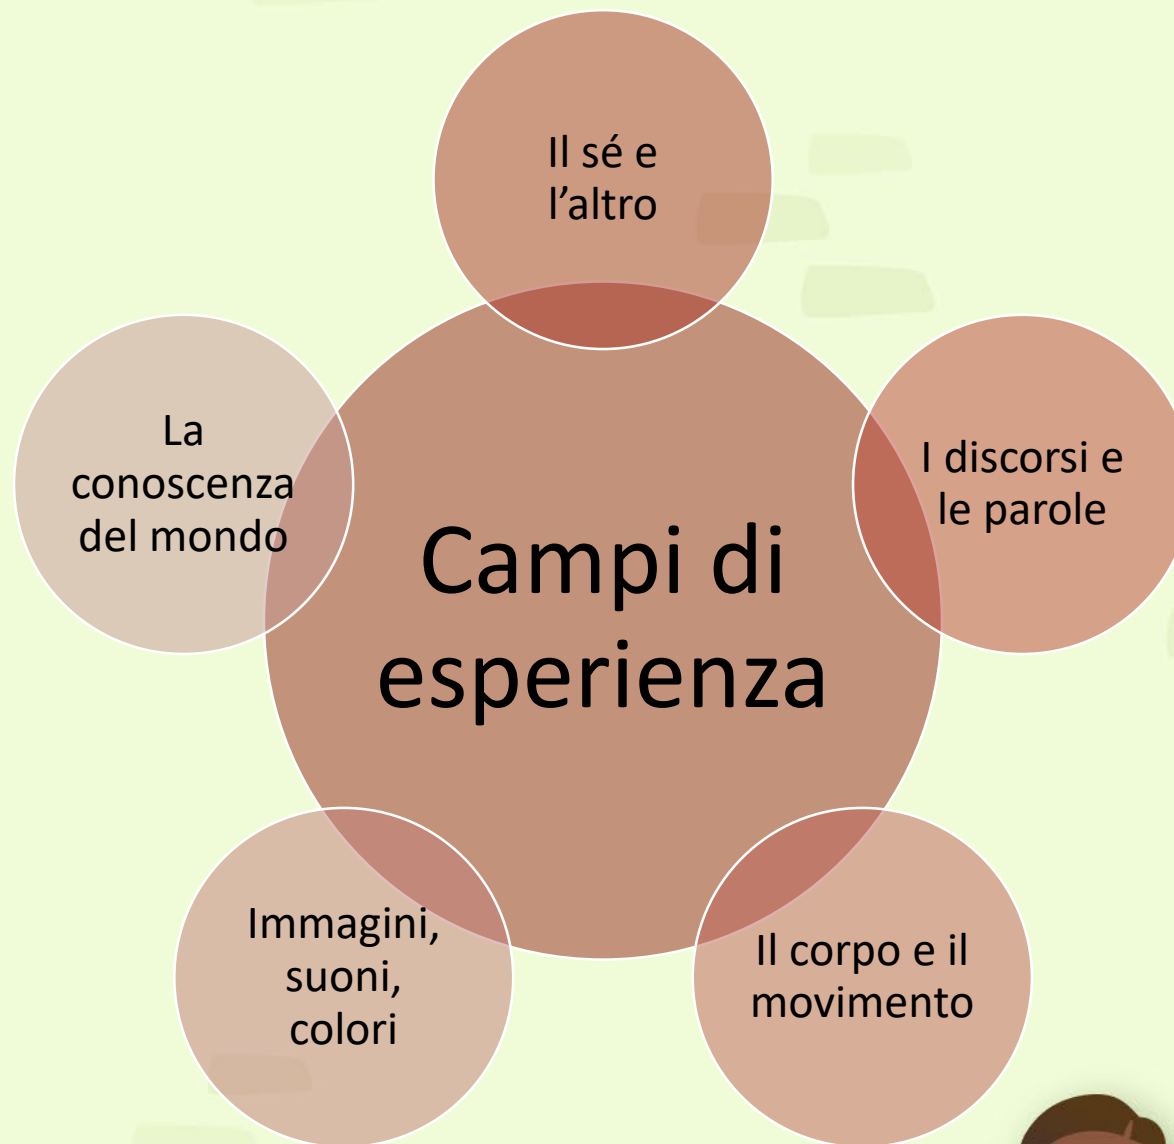 Il sé e
l’altro
La
conoscenza
del mondo
I discorsi e
le parole
Campi di
esperienza
Immagini,
suoni,
colori
Il corpo e il
movimento